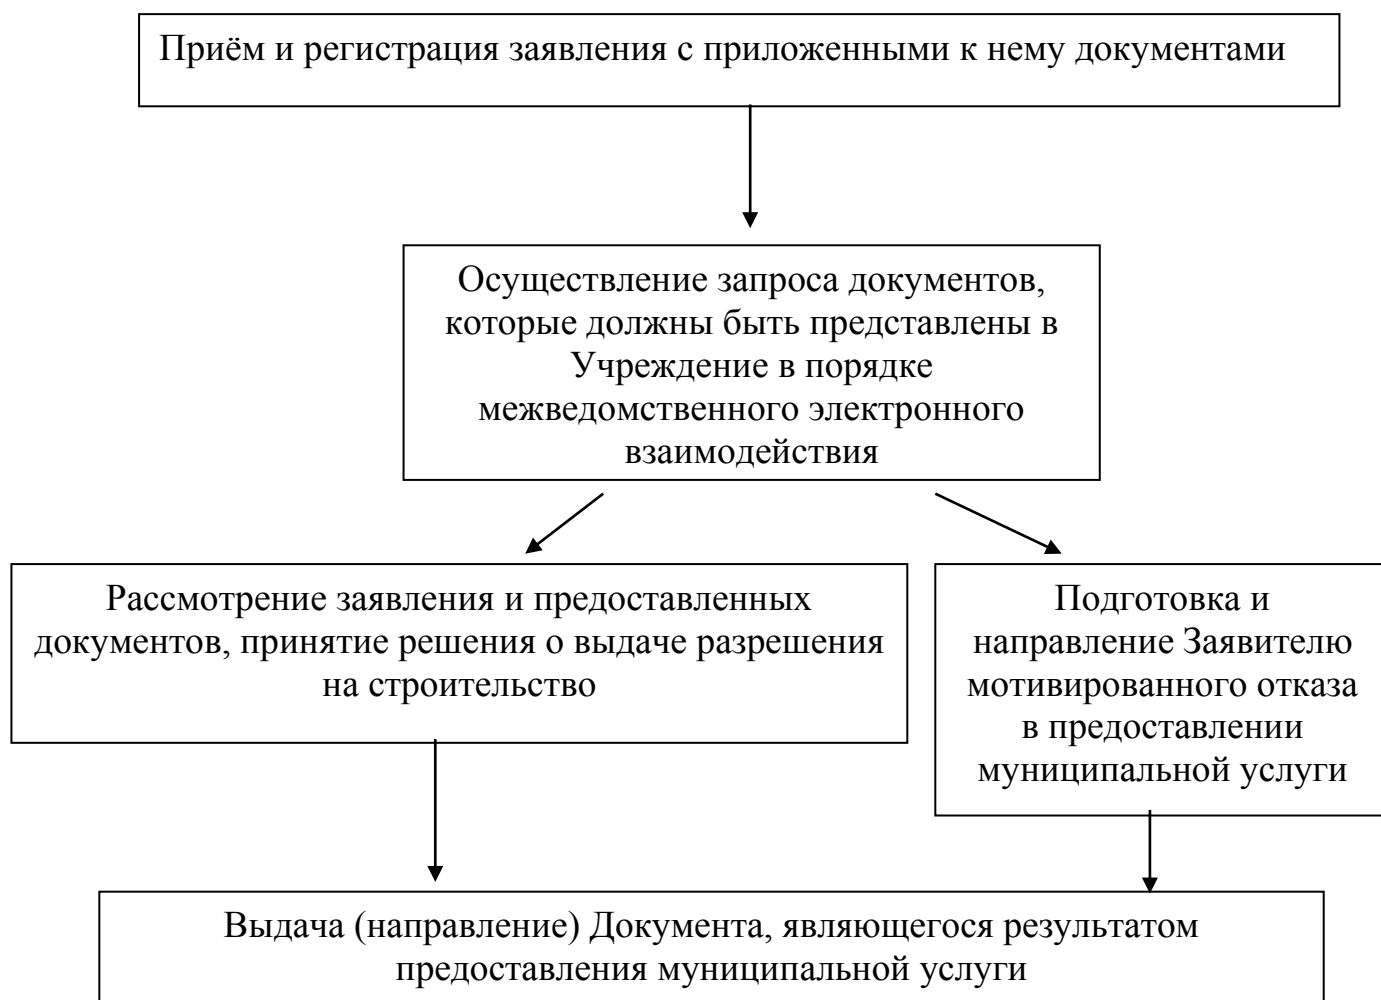 Приём и регистрация заявления с приложенными к нему документами
Осуществление запроса документов,
которые должны быть представлены в
Учреждение в порядке
межведомственного электронного
взаимодействия
Рассмотрение заявления и предоставленных
документов, принятие решения о выдаче разрешения
на строительство
Подготовка и
направление Заявителю
мотивированного отказа
в предоставлении
муниципальной услуги
Выдача (направление) Документа, являющегося результатом
предоставления муниципальной услуги